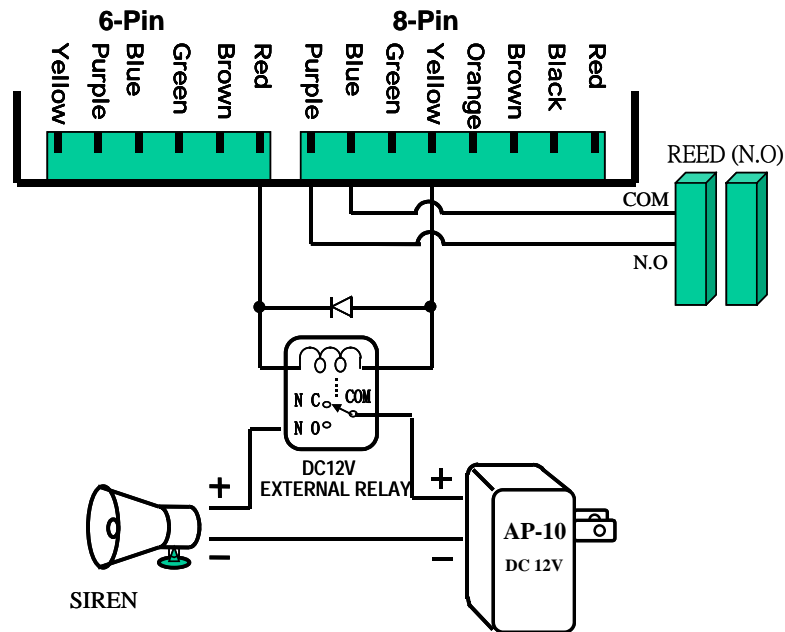 6-Pin
8-Pin
Yellow
Purple
Blue
Green
Brown
Red
Purple
Blue
Green
Yellow
Orange
Brown
Black
Red
REED (N.O)
COM
N.O
N C
COM
N O
DC12V
EXTERNAL RELAY
+
+
AP-10
DC 12V
−
−
SIREN